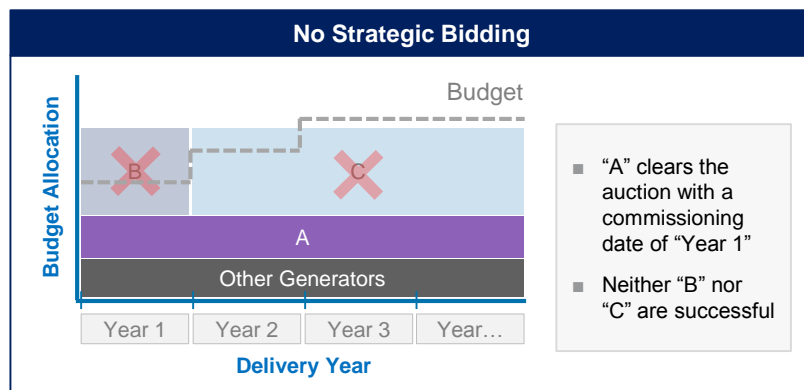 No Strategic Bidding
Budget
Budget Allocation
B
C
A
Other Generators
Year 1
Year 2
Year 3
Year…
Delivery Year
■ “A” clears the
auction with a
commissioning
date of “Year 1”
■ Neither “B” nor
“C” are successful